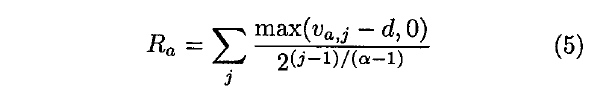 R_a = \sum_j \frac{\max(v_{a,j} - d, 0)}{2^{(j-1)/(\alpha-1)}} (5)